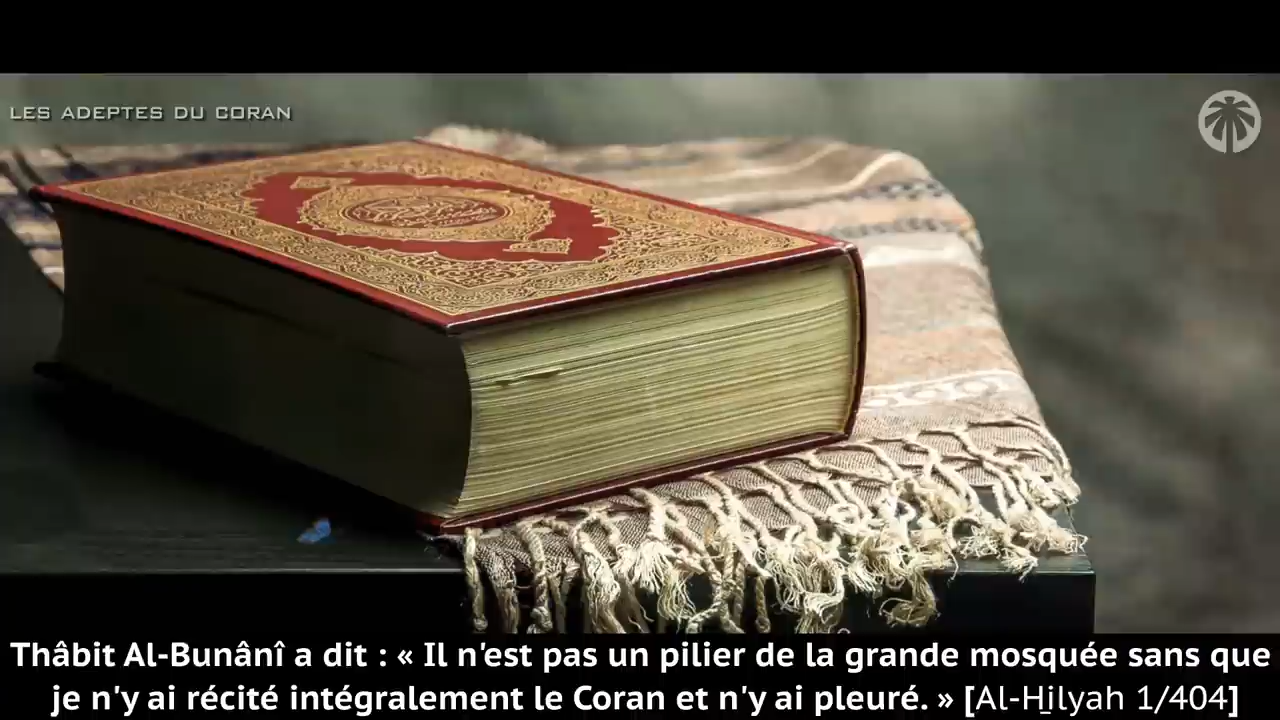 LES ADEPTES DU CORAN
Thâbit Al-Bunânî a dit : « Il n'est pas un pilier de la grande mosquée sans que
je n'y ai récité intégralement le Coran et n'y ai pleuré. » [Al-H̱ilyah 1/404]